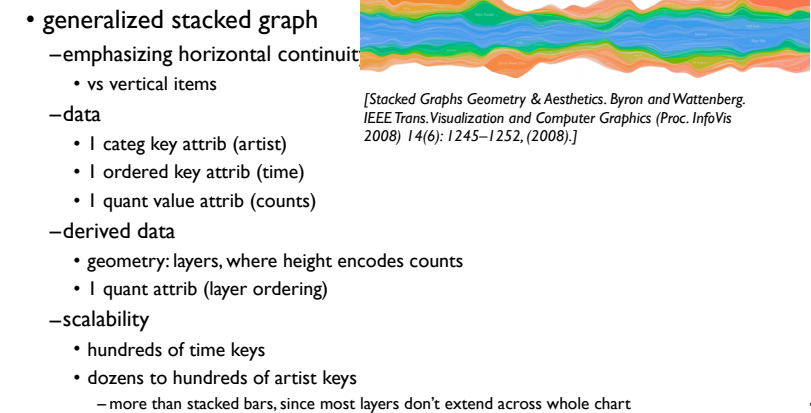 • generalized stacked graph
–emphasizing horizontal continuity
• vs vertical items
–data
• 1 categ key attrib (artist)
• 1 ordered key attrib (time)
• 1 quant value attrib (counts)
–derived data
• geometry: layers, where height encodes counts
• 1 quant attrib (layer ordering)
–scalability
• hundreds of time keys
• dozens to hundreds of artist keys
– more than stacked bars, since most layers don't extend across whole chart
[Stacked Graphs Geometry & Aesthetics. Byron and Wattenberg.
IEEE Trans. Visualization and Computer Graphics (Proc. InfoVis
2008) 14(6): 1245–1252, (2008).]